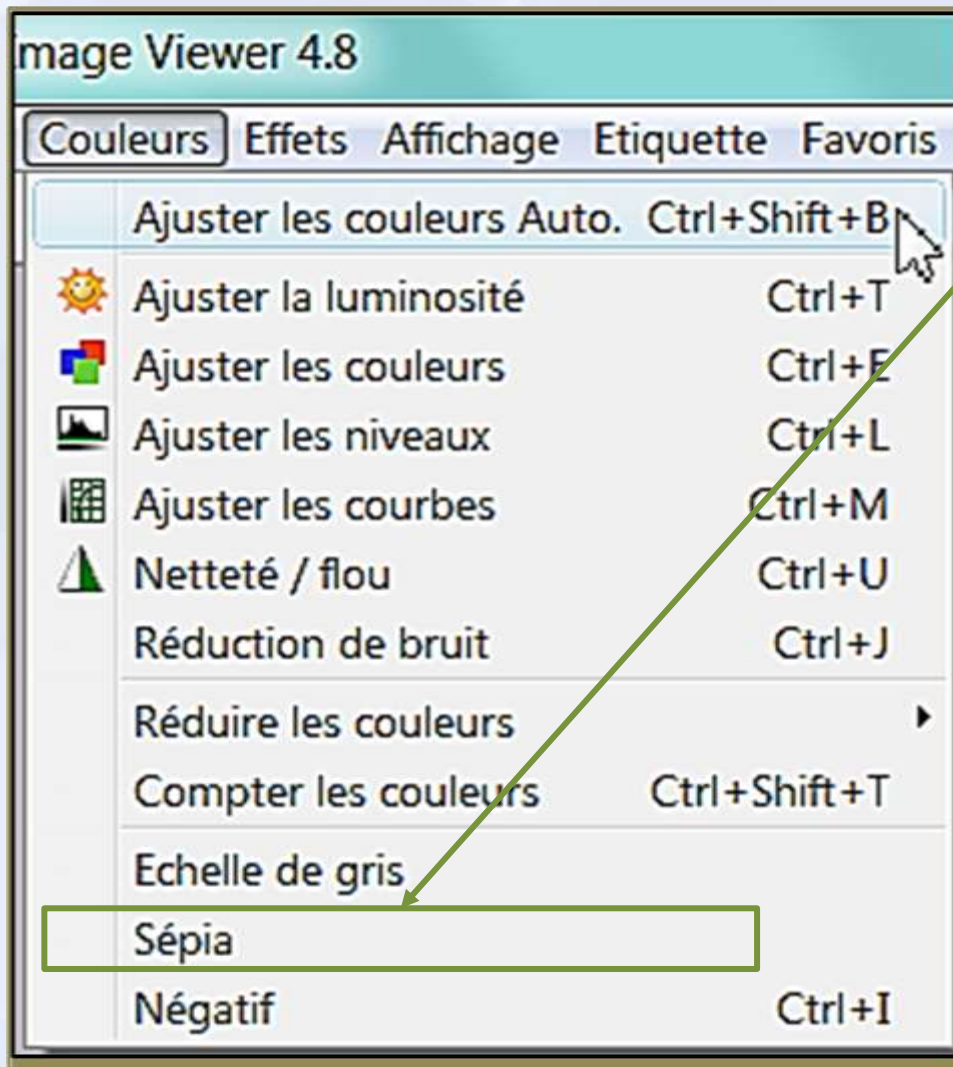 mage Viewer 4.8
Couleurs Effets Affichage Etiquette Favoris
Ajuster les couleurs Auto. Ctrl+Shift+B
Ajuster la luminosité Ctrl+T
Ajuster les couleurs Ctrl+E
Ajuster les niveaux Ctrl+L
Ajuster les courbes Ctrl+M
Netteté / flou Ctrl+U
Réduction de bruit Ctrl+J
Réduire les couleurs
Compter les couleurs Ctrl+Shift+T
Echelle de gris
Sépia
Négatif Ctrl+I